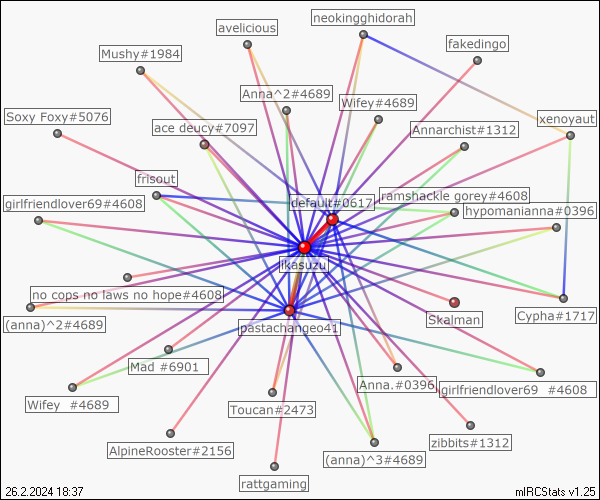 neokingghidorah
avelicious
fakedingo
Mushy#1984
Anna^2#4689
Wifey#4689
Soxy Foxy#5076
xenoyaut
ace deucy#7097
Annarchist#1312
frisout
default#0617
ramshackle gorey#4608
girlfriendlover69#4608
hypomanianna#0396
likasuzu
no cops no laws no hope#4608
(anna)^2#4689
Skalman
Cypha#1717
pastachangeo41
Mad #6901
Anna.#0396
girlfriendlover69 #4608
Wifey #4689
Toucan#2473
AlpineRooster#2156
(anna)^3#4689
zibbits#1312
rattgaming
26.2.2024 18:37
mIRCStats v1.25